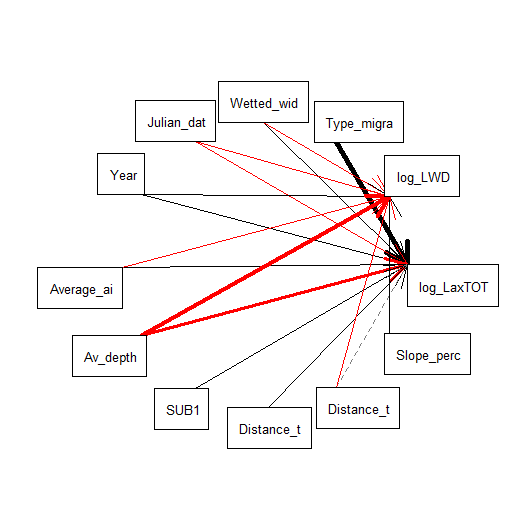 Wetted_wid
Julian_dat
Type_migra
Year
log_LWD
Average_ai
log_LaxTOT
Av_depth
Slope_perc
SUB1
Distance_t
Distance_t